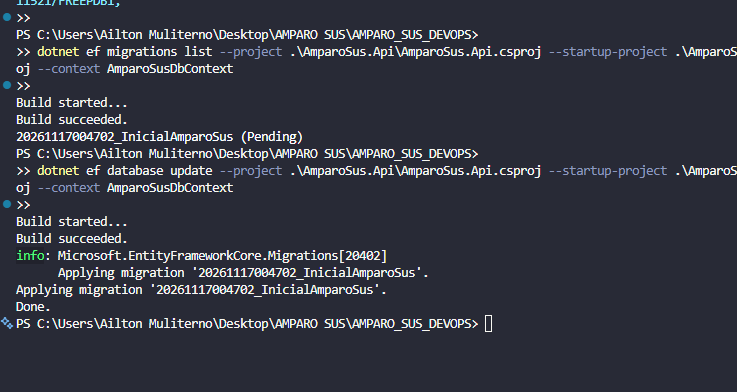 11521/FREEPDB1;
>>
PS C:\Users\Ailton Muliterno\Desktop\AMPARO SUS\AMPARO_SUS_DEVOPS>
>> dotnet ef migrations list --project .\AmparoSus.Api\AmparoSus.Api.csproj --startup-project .\AmparoS
oj --context AmparoSusDbContext
>>
Build started...
Build succeeded.
20261117004702_InicialAmparoSus (Pending)
PS C:\Users\Ailton Muliterno\Desktop\AMPARO SUS\AMPARO_SUS_DEVOPS>
>> dotnet ef database update --project .\AmparoSus.Api\AmparoSus.Api.csproj --startup-project .\AmparoS
oj --context AmparoSusDbContext
>>
Build started...
Build succeeded.
info: Microsoft.EntityFrameworkCore.Migrations[20402]
Applying migration '20261117004702_InicialAmparoSus'.
Applying migration '20261117004702_InicialAmparoSus'.
Done.
PS C:\Users\Ailton Muliterno\Desktop\AMPARO SUS\AMPARO_SUS_DEVOPS>